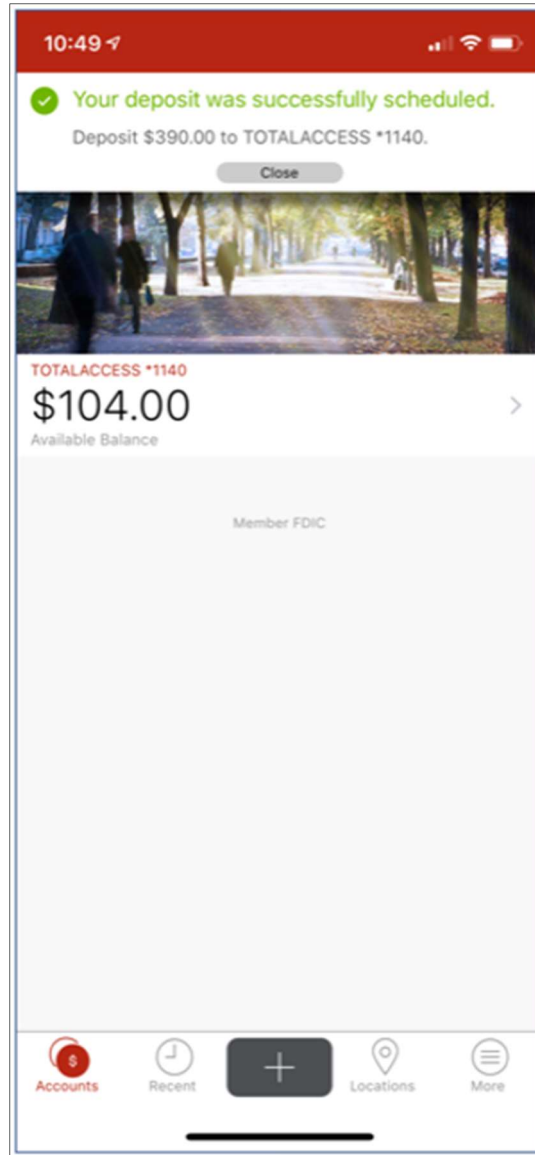 10:49
Your deposit was successfully scheduled.
Deposit $390.00 to TOTALACCESS *1140.
Close
TOTALACCESS *1140
$104.00
Available Balance
Member FDIC
$
Accounts
Recent
Locations
More